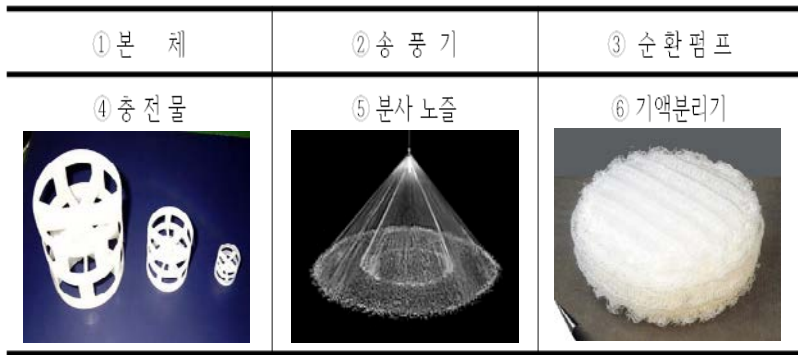 ① 본 체
② 송 풍 기
③ 순 환 펌 프
④ 충 전 물
⑤ 분사 노즐
⑥ 기액분리기